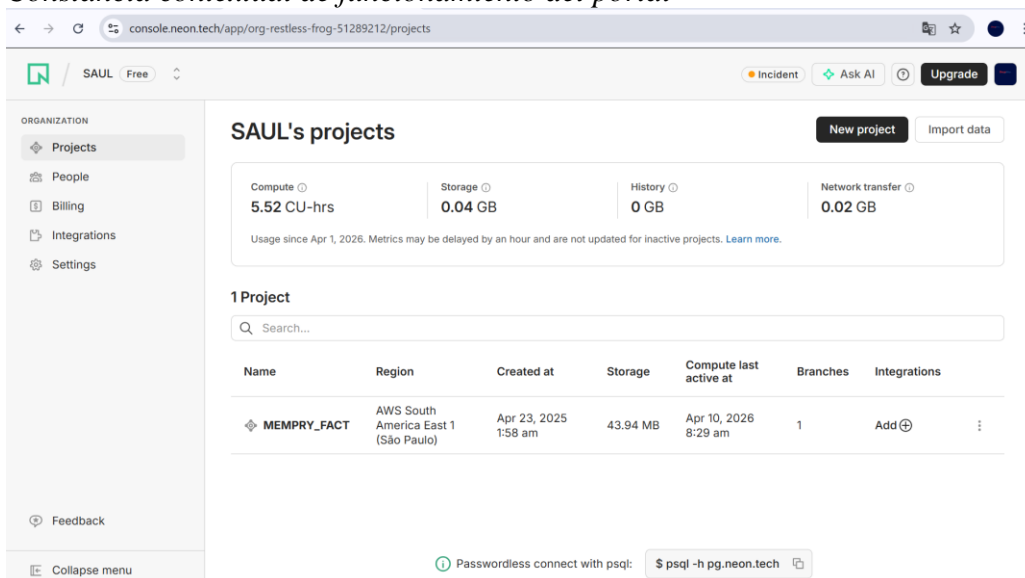 Constancia contextual de funcionamiento del portal
console.neon.tech/app/org-restless-frog-51289212/projects
SAUL Free
Incident
Ask AI
Upgrade
ORGANIZATION
Projects
People
Billing
Integrations
Settings
SAUL's projects
New project
Import data
Compute
Storage
History
Network transfer
5.52 CU-hrs
0.04 GB
0 GB
0.02 GB
Usage since Apr 1, 2026. Metrics may be delayed by an hour and are not updated for inactive projects. Learn more.
1 Project
Search...
Name
Region
Created at
Storage
Compute last
active at
Branches
Integrations
MEMPRY_FACT
AWS South
America East 1
(São Paulo)
Apr 23, 2025
1:58 am
43.94 MB
Apr 10, 2026
8:29 am
1
Add
Feedback
Collapse menu
Passwordless connect with psql:
$ psql -h pg.neon.tech